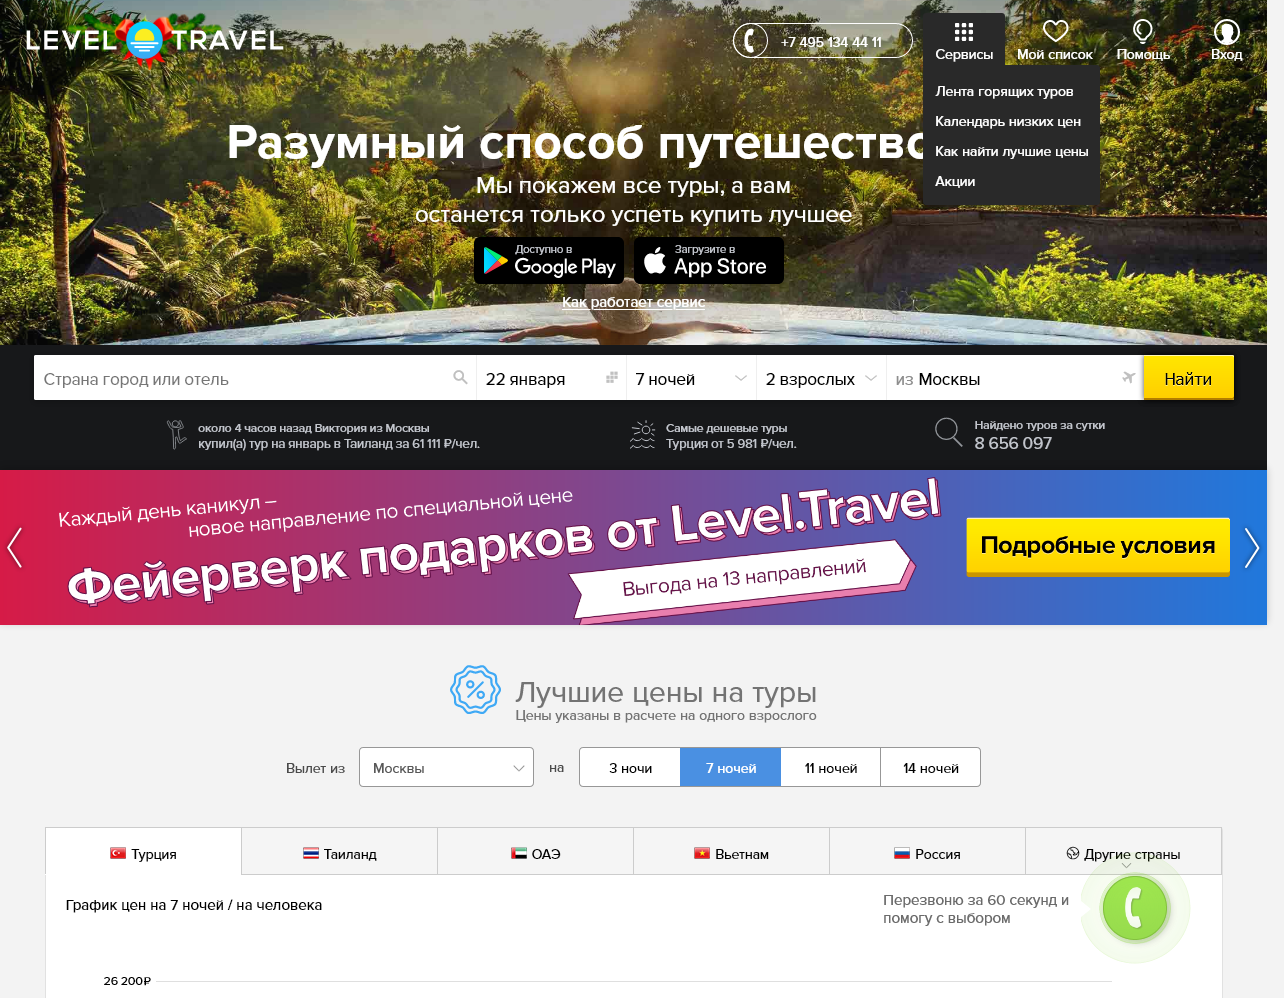 LEVEL TRAVEL
+7 495 134 44 11
Сервисы
Мой список
Помощь
Вход
Лента горящих туров
Календарь низких цен
Как найти лучшие цены
Акции
Разумный способ путешество
Мы покажем все туры, а вам
останется только успеть купить лучшее
Доступно в
Google Play
Загрузите в
App Store
Как работает сервис
Страна город или отель
22 января
7 ночей
2 взрослых
из Москвы
Найти
около 4 часов назад Виктория из Москвы
купил(а) тур на январь в Таиланд за 61 111 ₽/чел.
Самые дешевые туры
Турция от 5 981 ₽/чел.
Найдено туров за сутки
8 656 097
Каждый день каникул –
новое направление по специальной цене
Фейерверк подарков от Level.Travel
Выгода на 13 направлений
Подробные условия
Лучшие цены на туры
Цены указаны в расчете на одного взрослого
Вылет из
Москвы
на
3 ночи
7 ночей
11 ночей
14 ночей
Турция
Таиланд
ОАЭ
Вьетнам
Россия
Другие страны
График цен на 7 ночей / на человека
Перезвоню за 60 секунд и
помогу с выбором
26 200₽